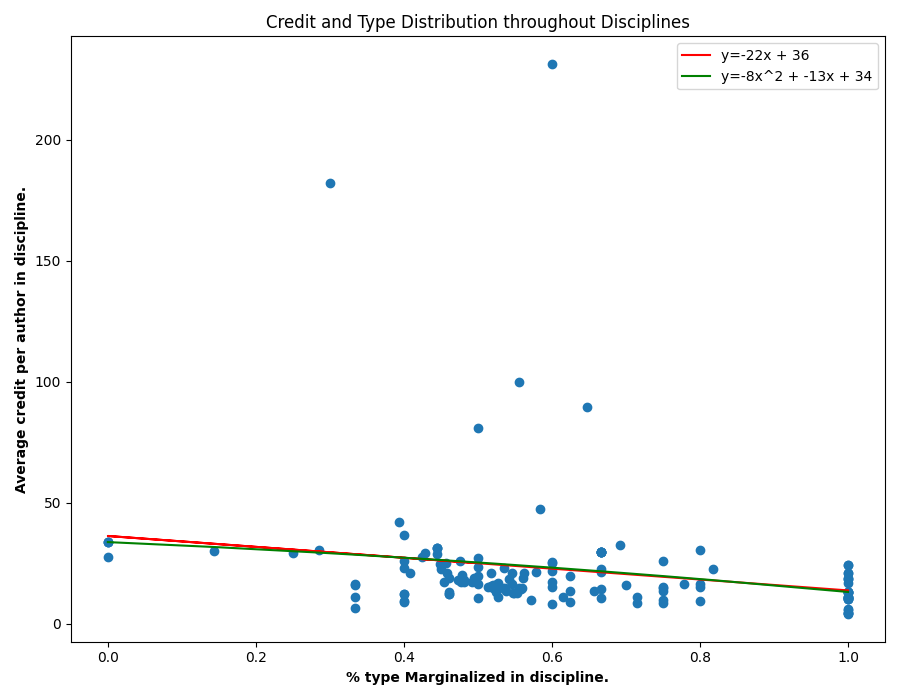 Credit and Type Distribution throughout Disciplines
y=-22x + 36
y=-8x^2 + -13x + 34
Average credit per author in discipline.
200
150
100
50
0
0.0 0.2 0.4 0.6 0.8 1.0
% type Marginalized in discipline.